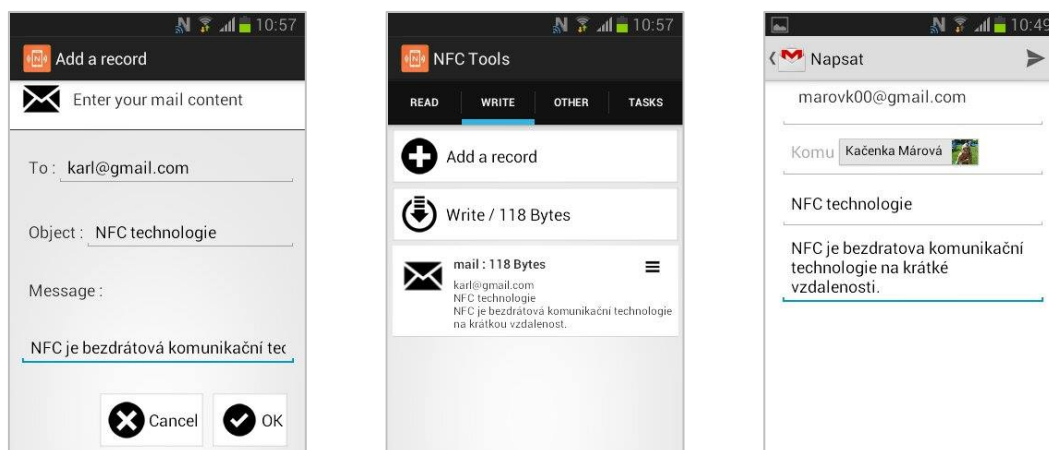 10:57
Add a record
Enter your mail content
To : karl@gmail.com
Object : NFC technologie
Message :
NFC je bezdrátová komunikační tec
Cancel OK
10:57
NFC Tools
READ WRITE OTHER TASKS
Add a record
Write / 118 Bytes
mail : 118 Bytes
karl@gmail.com
NFC technologie
NFC je bezdrátová komunikační technologie
na krátkou vzdalenost.
10:49
Napsat
marovk00@gmail.com
Komu Kačenka Márová
NFC technologie
NFC je bezdratova komunikační
technologie na krátké
vzdalenosti.